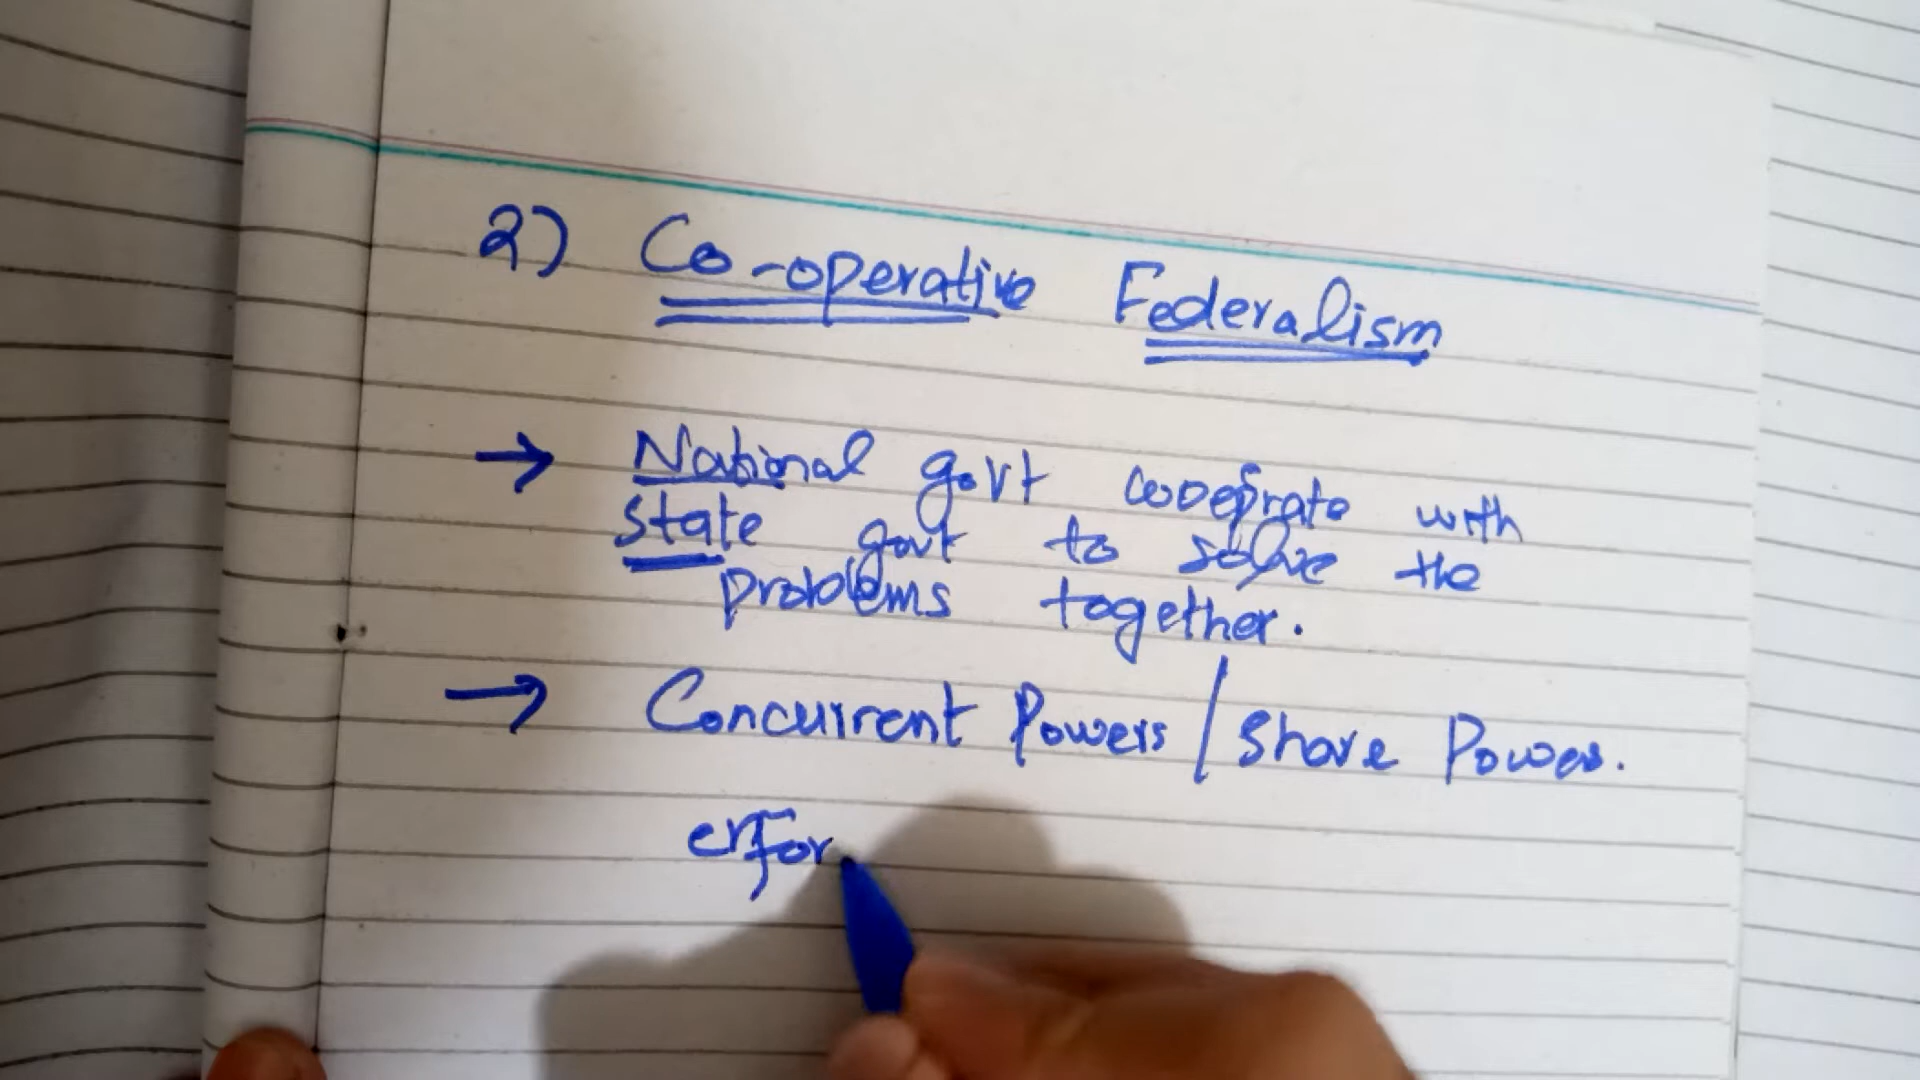 2) Co-operative Federalism
→ National govt cooeprate with
state govt to solve the
problems together.
→ Concurrent Powers / Share Power.
enfor